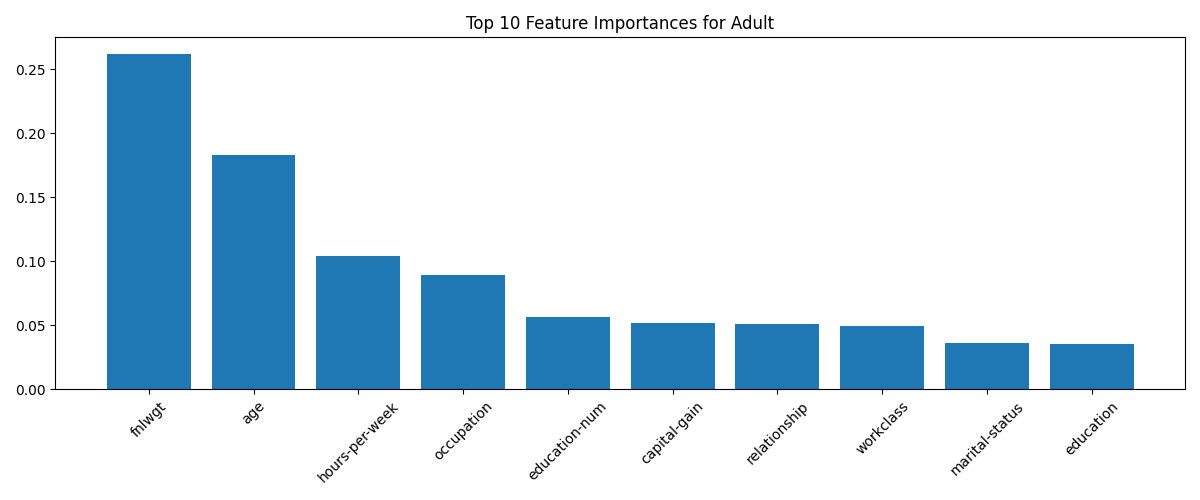 Top 10 Feature Importances for Adult
0.25
0.20
0.15
0.10
0.05
0.00
fnlwgt
age
hours-per-week
occupation
education-num
capital-gain
relationship
workclass
marital-status
education